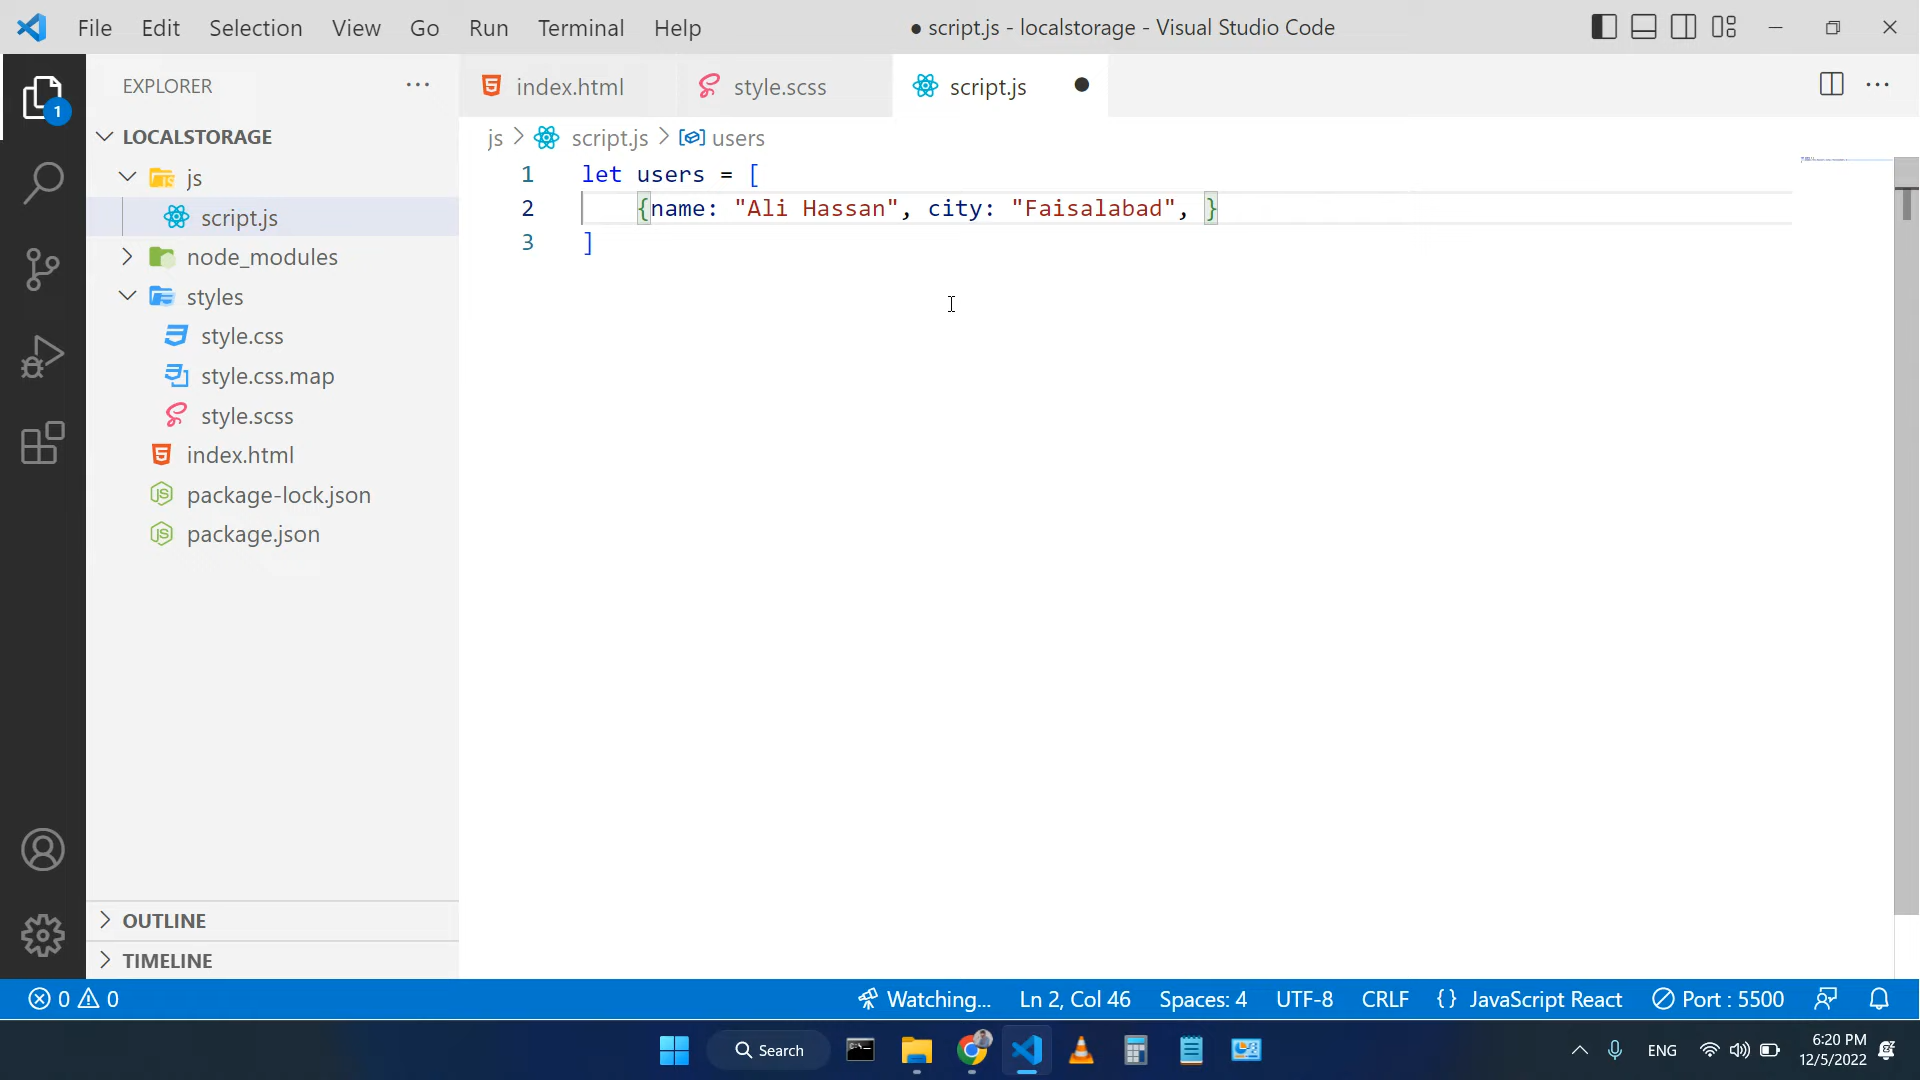 File Edit Selection View Go Run Terminal Help
● script.js - localstorage - Visual Studio Code
1
EXPLORER
index.html
style.scss
script.js
LOCALSTORAGE
js
script.js
node_modules
styles
style.css
style.css.map
style.scss
index.html
package-lock.json
package.json
OUTLINE
TIMELINE
js > script.js > users
1 let users = [
2 {name: "Ali Hassan", city: "Faisalabad", }
3 ]
0 0
Watching... Ln 2, Col 46 Spaces: 4 UTF-8 CRLF {} JavaScript React Port : 5500
Search
ENG
6:20 PM
12/5/2022